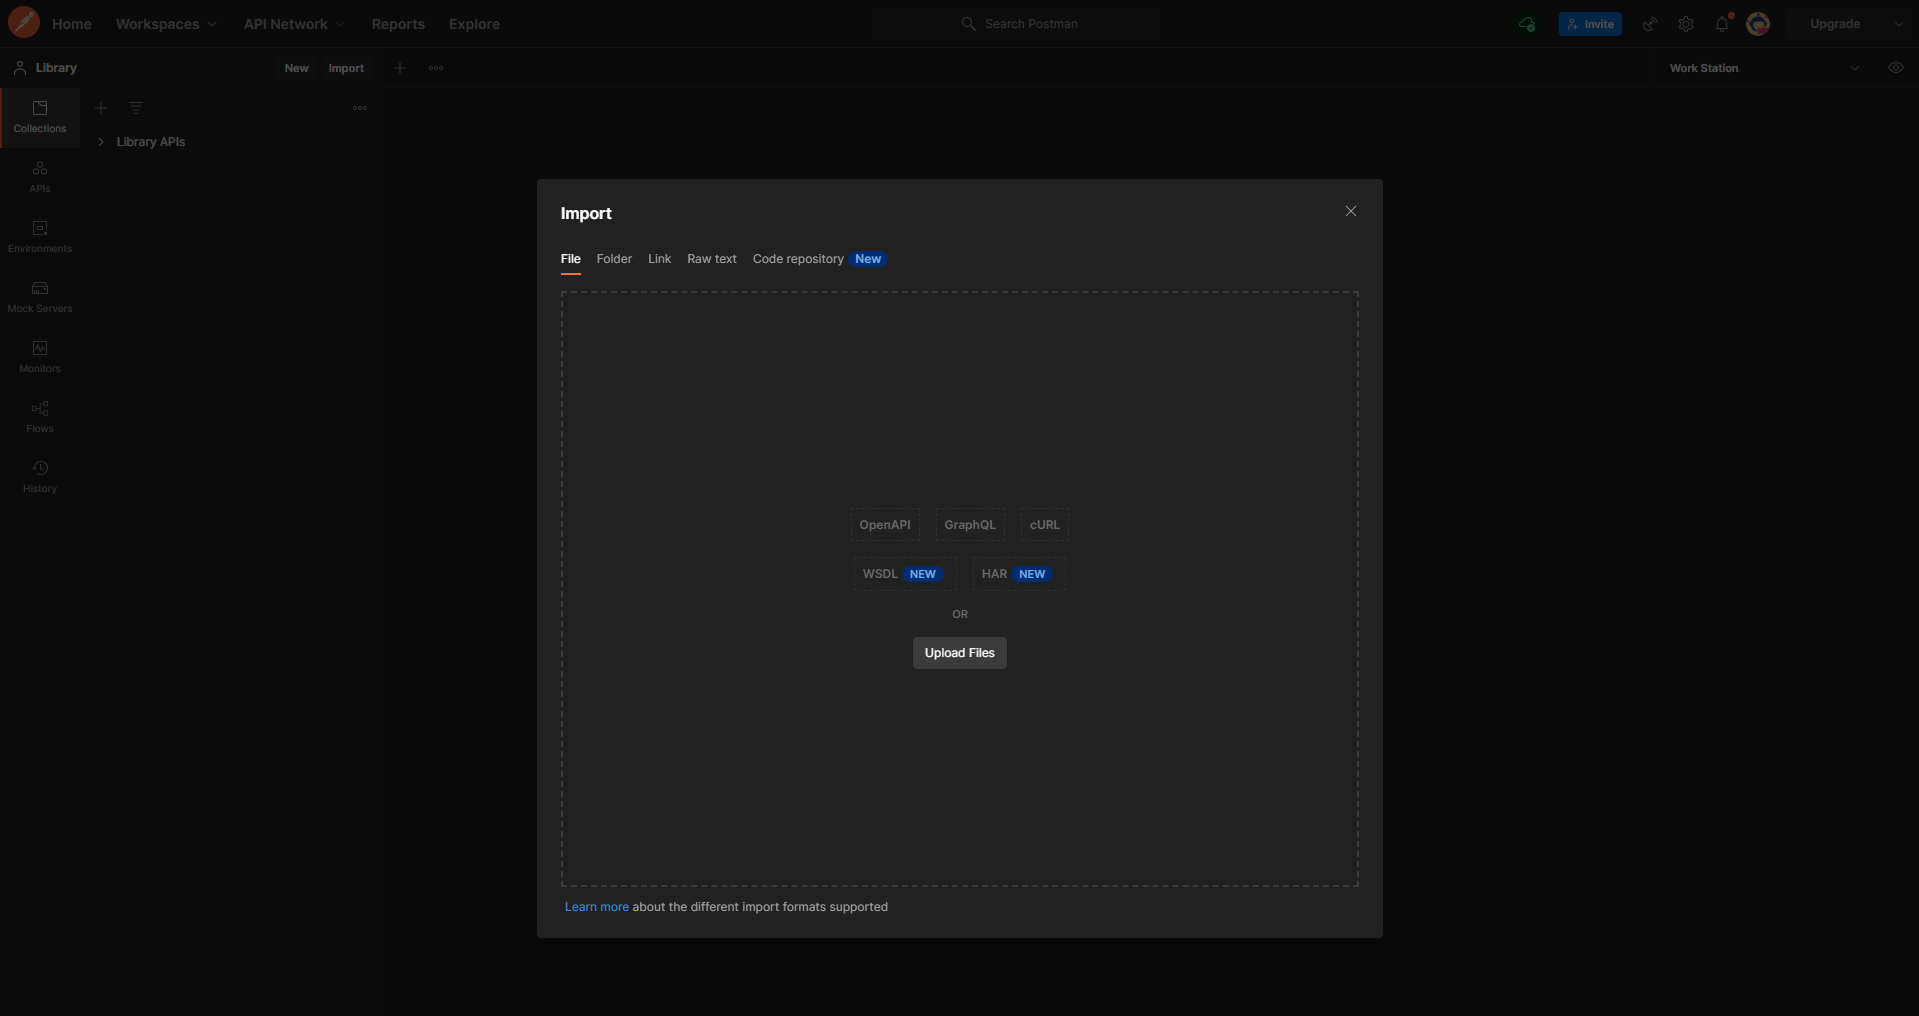 Home Workspaces API Network Reports Explore Search Postman Invite Upgrade
Library New Import Work Station
Collections
Library APIs
APIs
Environments
Mock Servers
Monitors
Flows
History
Import
File Folder Link Raw text Code repository New
OpenAPI GraphQL cURL
WSDL NEW HAR NEW
OR
Upload Files
Learn more about the different import formats supported